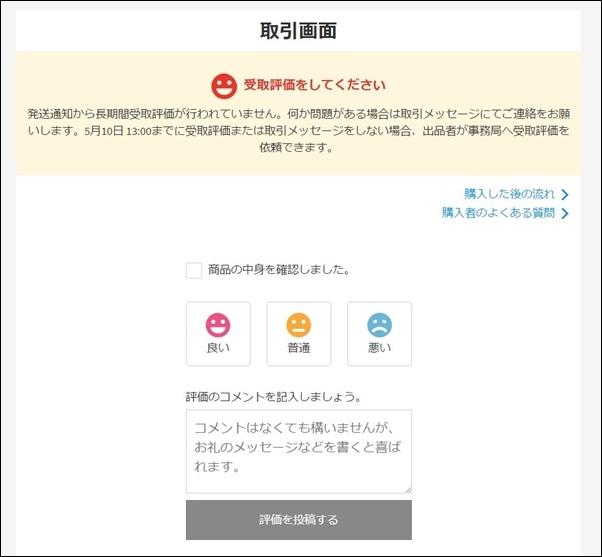 取引画面
受取評価をしてください
発送通知から長期間受取評価が行われていません。何か問題がある場合は取引メッセージにてご連絡をお願
いします。5月10日 13:00までに受取評価または取引メッセージをしない場合、出品者が事務局へ受取評価を
依頼できます。
購入した後の流れ
購入者のよくある質問
商品の中身を確認しました。
良い 普通 悪い
評価のコメントを記入しましょう。
コメントはなくても構いませんが、
お礼のメッセージなどを書くと喜ば
れます。
評価を投稿する